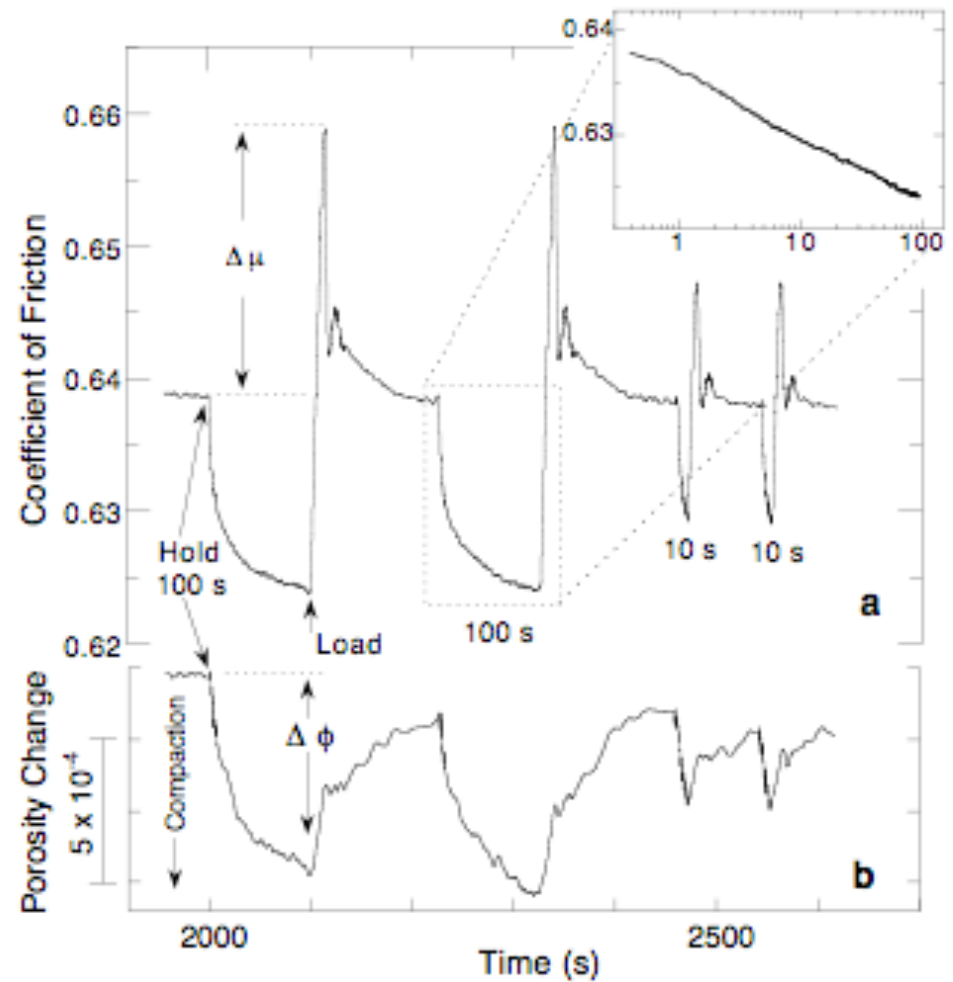 0.64
0.63
1 10 100
0.66
0.65
0.64
0.63
0.62
Coefficient of Friction
Δ μ
Hold
100 s
Load
100 s
10 s 10 s
a
Porosity Change
5 x 10⁻⁴
Compaction
Δ ϕ
b
2000 2500
Time (s)